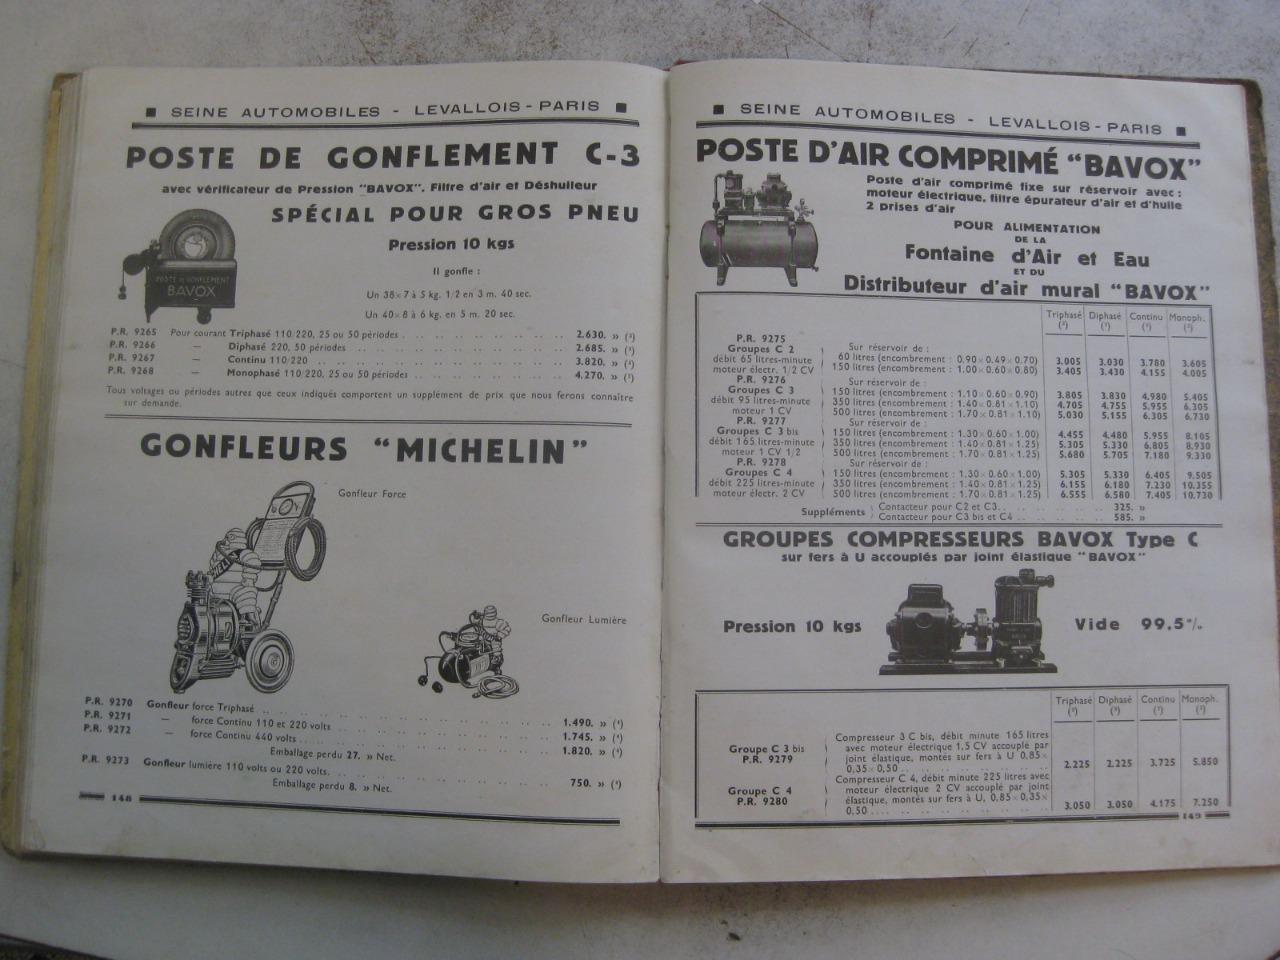 ■ SEINE AUTOMOBILES - LEVALLOIS-PARIS ■
POSTE DE GONFLEMENT C-3
avec vérificateur de Pression "BAVOX", Filtre d'air et Déshuileur
SPÉCIAL POUR GROS PNEU
Pression 10 kgs
Il gonfle :
Un 38×7 à 5 kg. 1/2 en 3 m. 40 sec.
Un 40×8 à 6 kg. en 5 m. 20 sec.
POSTE DE GONFLEMENT
BAVOX
P.R. 9265 Pour courant Triphasé 110/220, 25 ou 50 périodes 2.630. » (³)
P.R. 9266 — Diphasé 220, 50 périodes 2.685. » (³)
P.R. 9267 — Continu 110/220 3.820. » (³)
P.R. 9268 — Monophasé 110/220, 25 ou 50 périodes 4.270. » (³)
Tous voltages ou périodes autres que ceux indiqués comportent un supplément de prix que nous ferons connaître
sur demande.
GONFLEURS "MICHELIN"
Gonfleur Force
Gonfleur Lumière
P.R. 9270 Gonfleur force Triphasé 1.490. » (⁴)
P.R. 9271 — force Continu 110 et 220 volts 1.745. » (⁴)
P.R. 9272 — force Continu 440 volts 1.820. » (⁴)
Emballage perdu 27. » Net.
P.R. 9273 Gonfleur lumière 110 volts ou 220 volts 750. » (⁴)
Emballage perdu 8. » Net.
148
■ SEINE AUTOMOBILES - LEVALLOIS-PARIS ■
POSTE D'AIR COMPRIMÉ "BAVOX"
Poste d'air comprimé fixe sur réservoir avec :
moteur électrique, filtre épurateur d'air et d'huile
2 prises d'air
POUR ALIMENTATION
DE LA
Fontaine d'Air et Eau
ET DU
Distributeur d'air mural "BAVOX"
Triphasé (³) Diphasé (³) Continu (³) Monoph. (³)
P.R. 9275
Groupes C 2 Sur réservoir de :
débit 65 litres-minute 60 litres (encombrement : 0.90×0.49×0.70) 3.005 3.030 3.780 3.605
moteur électr. 1/2 CV 150 litres (encombrement : 1.00×0.60×0.80) 3.405 3.430 4.155 4.005
P.R. 9276 Sur réservoir de :
Groupes C 3 150 litres (encombrement : 1.10×0.60×0.90) 3.805 3.830 4.980 5.405
débit 95 litres-minute 350 litres (encombrement : 1.40×0.81×1.10) 4.705 4.755 5.955 6.305
moteur 1 CV 500 litres (encombrement : 1.70×0.81×1.10) 5.030 5.155 6.305 6.730
P.R. 9277 Sur réservoir de :
Groupes C 3 bis 150 litres (encombrement : 1.30×0.60×1.00) 4.455 4.480 5.955 8.105
débit 165 litres-minute 350 litres (encombrement : 1.40×0.81×1.25) 5.305 5.330 6.805 8.930
moteur 1 CV 1/2 500 litres (encombrement : 1.70×0.81×1.25) 5.680 5.705 7.180 9.330
P.R. 9278 Sur réservoir de :
Groupes C 4 150 litres (encombrement : 1.30×0.60×1.00) 5.305 5.330 6.405 9.505
débit 225 litres-minute 350 litres (encombrement : 1.40×0.81×1.25) 6.155 6.180 7.230 10.355
moteur électr. 2 CV 500 litres (encombrement : 1.70×0.81×1.25) 6.555 6.580 7.405 10.730
Suppléments Contacteur pour C2 et C3 325. »
Contacteur pour C3 bis et C4 585. »
GROUPES COMPRESSEURS BAVOX Type C
sur fers à U accouplés par joint élastique "BAVOX"
Pression 10 kgs
Vide 99,5 °/₀
Triphasé (³) Diphasé (³) Continu (³) Monoph. (³)
Groupe C 3 bis
P.R. 9279
Compresseur 3 C bis, débit minute 165 litres
avec moteur électrique 1,5 CV accouplé par
joint élastique, montés sur fers à U 0,85×
0,35×0,50 2.225 2.225 3.725 5.850
Groupe C 4
P.R. 9280
Compresseur C 4, débit minute 225 litres avec
moteur électrique 2 CV accouplé par joint
élastique, montés sur fers à U, 0,85×0,35×
0,50 3.050 3.050 4.175 7.250
149